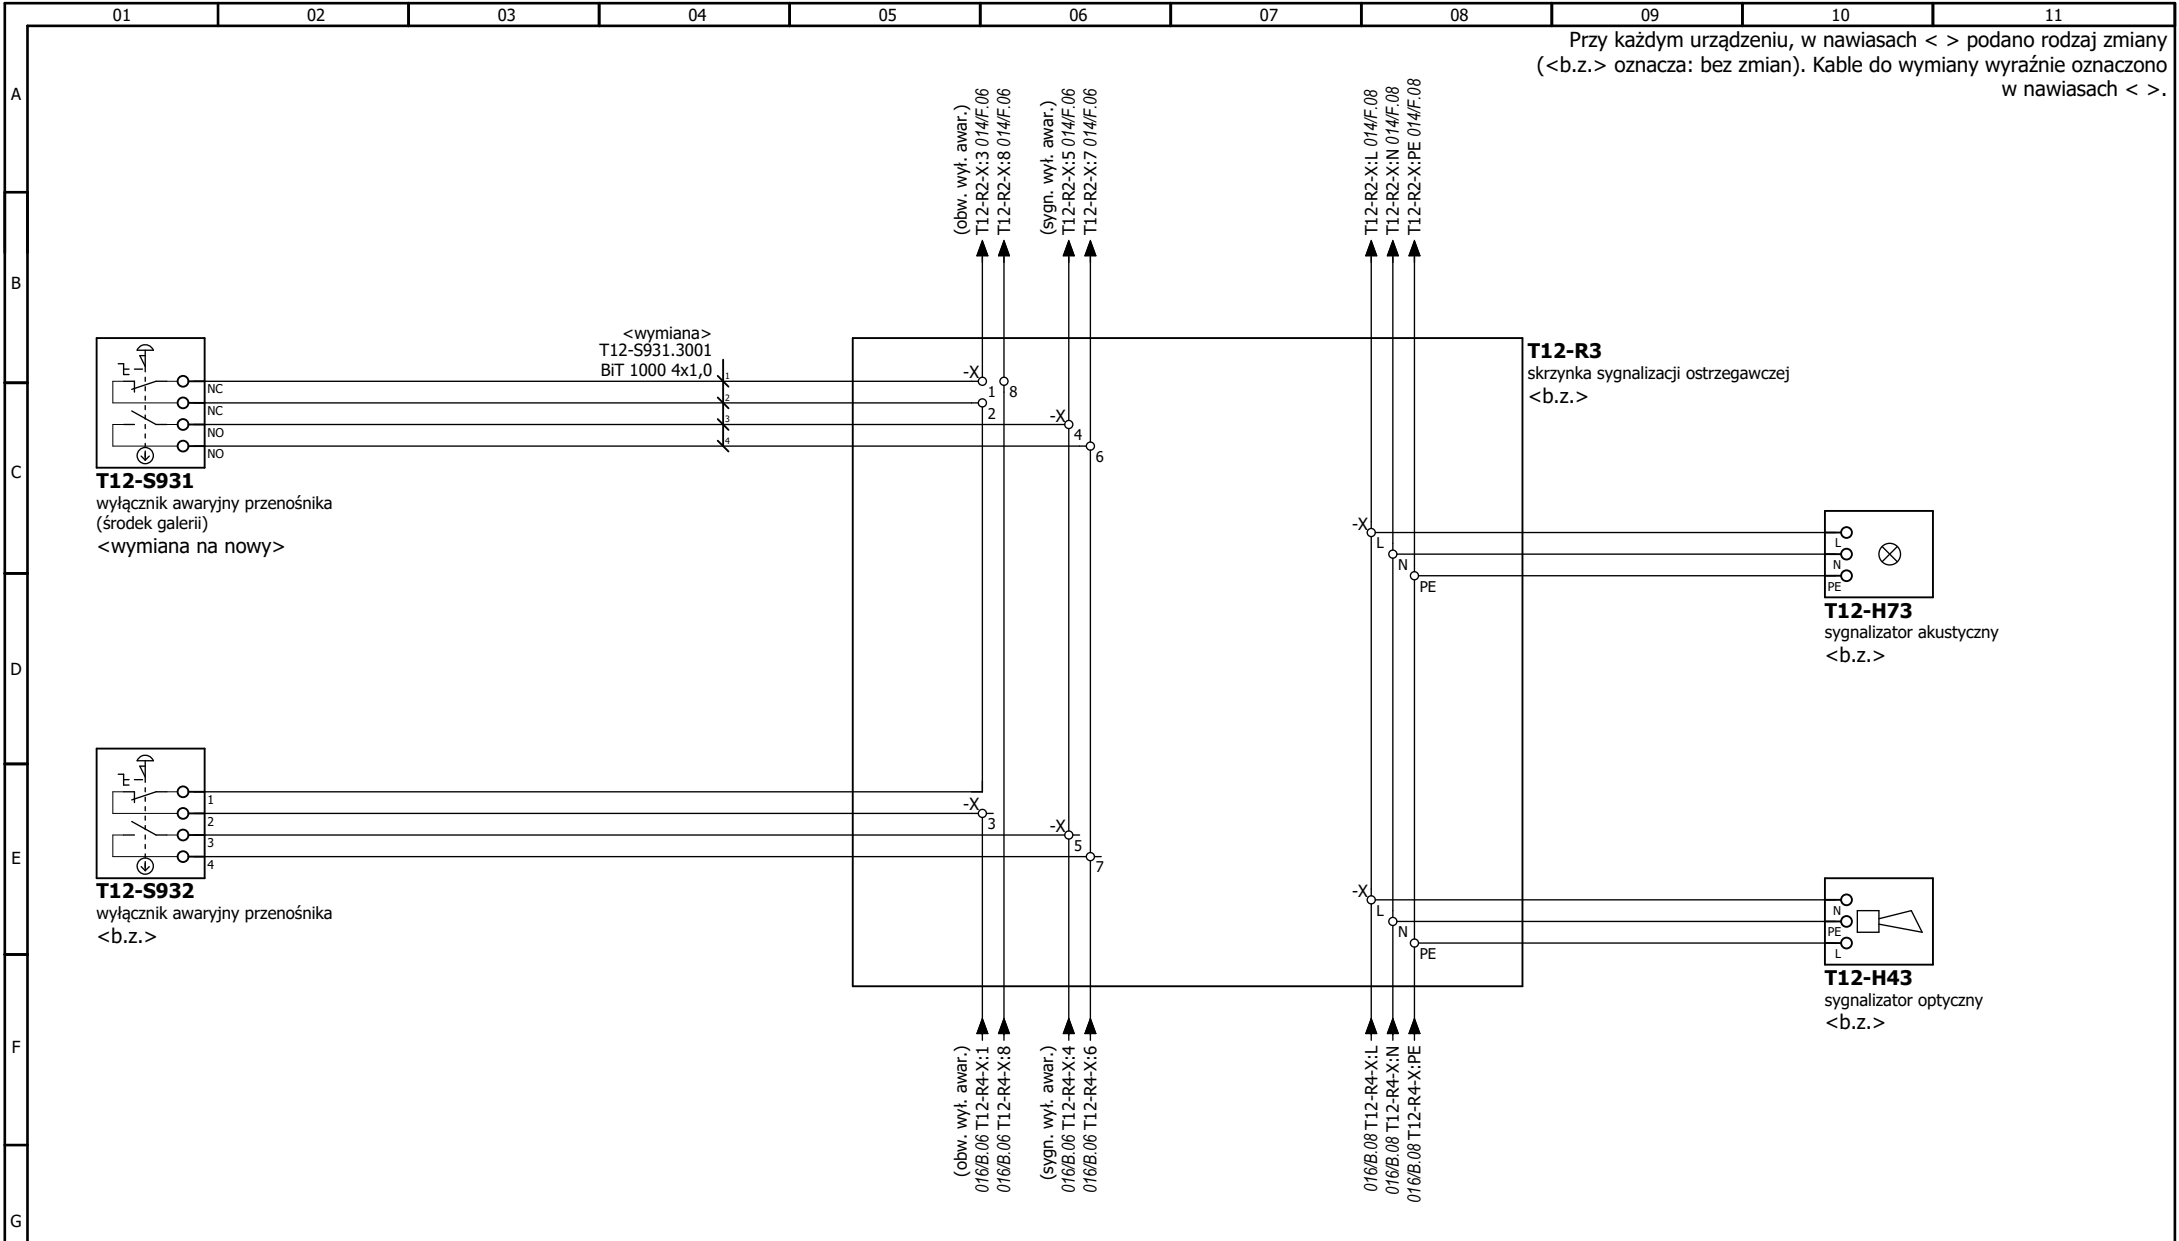 01 02 03 04 05 06 07 08 09 10 11
Przy każdym urządzeniu, w nawiasach < > podano rodzaj zmiany
(<b.z.> oznacza: bez zmian). Kable do wymiany wyraźnie oznaczono
w nawiasach < >.
A
B
C
D
E
F
G
(obw. wył. awar.)
T12-R2-X:3 014/F.06
T12-R2-X:8 014/F.06
(sygn. wył. awar.)
T12-R2-X:5 014/F.06
T12-R2-X:7 014/F.06
T12-R2-X:L 014/F.08
T12-R2-X:N 014/F.08
T12-R2-X:PE 014/F.08
<wymiana>
T12-S931.3001
BiT 1000 4x1,0
1
2
3
4
NC
NC
NO
NO
T12-S931
wyłącznik awaryjny przenośnika
(środek galerii)
<wymiana na nowy>
-X
1
8
2
-X
4
6
T12-R3
skrzynka sygnalizacji ostrzegawczej
<b.z.>
-X
L
N
PE
L
N
PE
T12-H73
sygnalizator akustyczny
<b.z.>
1
2
3
4
T12-S932
wyłącznik awaryjny przenośnika
<b.z.>
-X
3
-X
5
7
-X
L
N
PE
N
PE
L
T12-H43
sygnalizator optyczny
<b.z.>
(obw. wył. awar.)
016/B.06 T12-R4-X:1
016/B.06 T12-R4-X:8
(sygn. wył. awar.)
016/B.06 T12-R4-X:4
016/B.06 T12-R4-X:6
016/B.08 T12-R4-X:L
016/B.08 T12-R4-X:N
016/B.08 T12-R4-X:PE